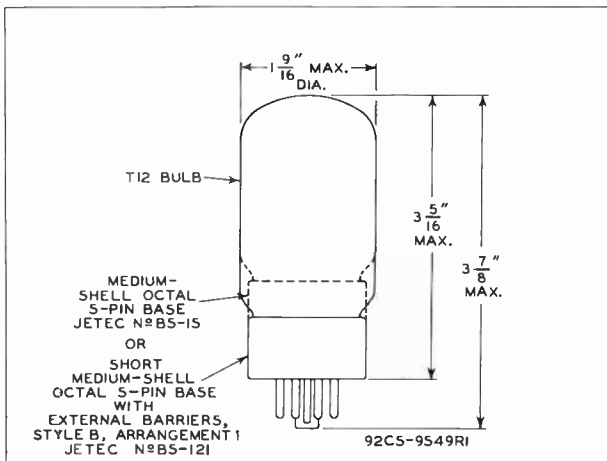 1 9/16" MAX.
DIA.
T12 BULB
3 5/16"
MAX.
3 7/8"
MAX.
MEDIUM-
SHELL OCTAL
5-PIN BASE
JETEC Nº B5-15
OR
SHORT
MEDIUM-SHELL
OCTAL 5-PIN BASE
WITH
EXTERNAL BARRIERS,
STYLE B, ARRANGEMENT 1
JETEC Nº B5-121
92CS-9549R1